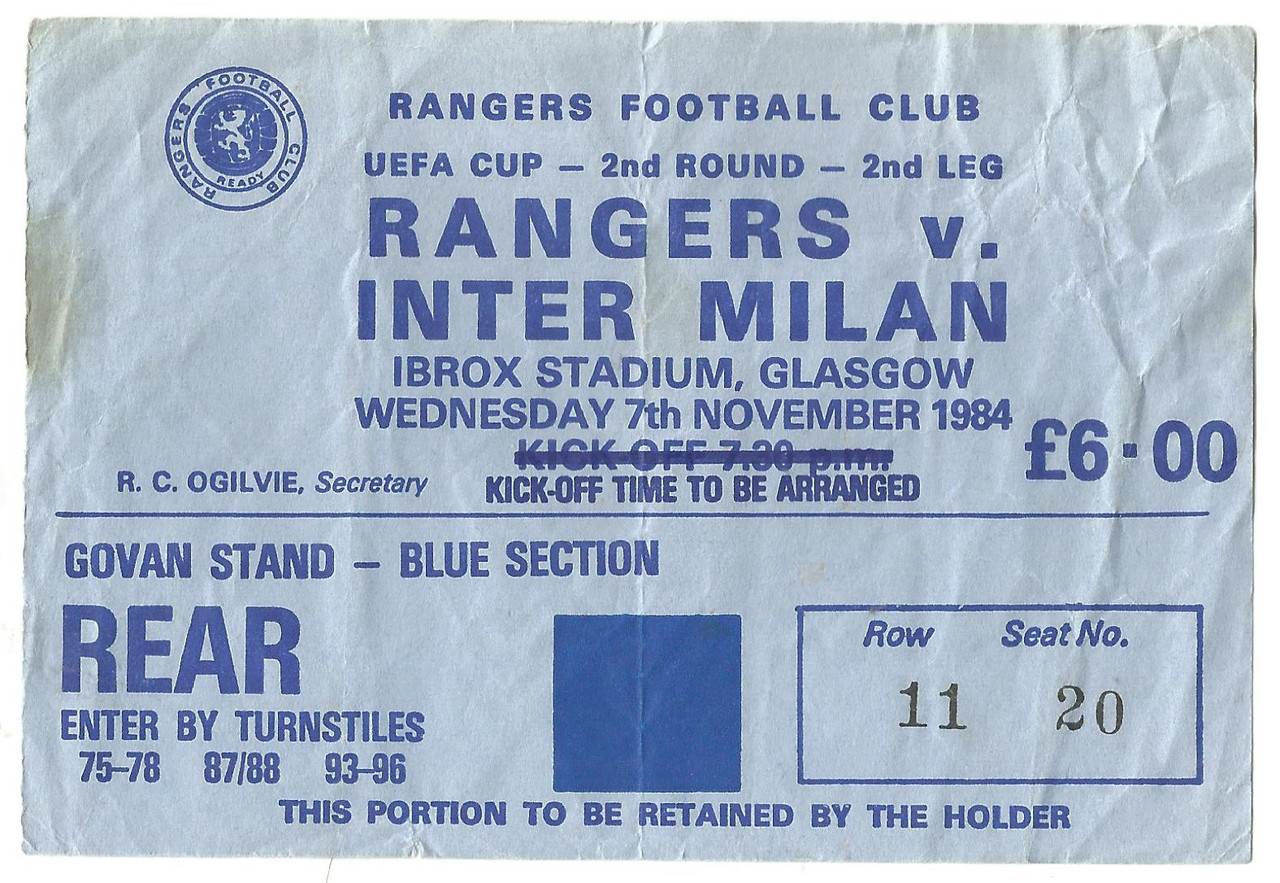 RANGERS FOOTBALL CLUB
READY
RANGERS FOOTBALL CLUB
UEFA CUP – 2nd ROUND – 2nd LEG
RANGERS v.
INTER MILAN
IBROX STADIUM, GLASGOW
WEDNESDAY 7th NOVEMBER 1984
£6·00
KICK OFF 7.30 p.m.
R. C. OGILVIE, Secretary
KICK-OFF TIME TO BE ARRANGED
GOVAN STAND – BLUE SECTION
REAR
Row Seat No.
11 20
ENTER BY TURNSTILES
75–78 87/88 93–96
THIS PORTION TO BE RETAINED BY THE HOLDER